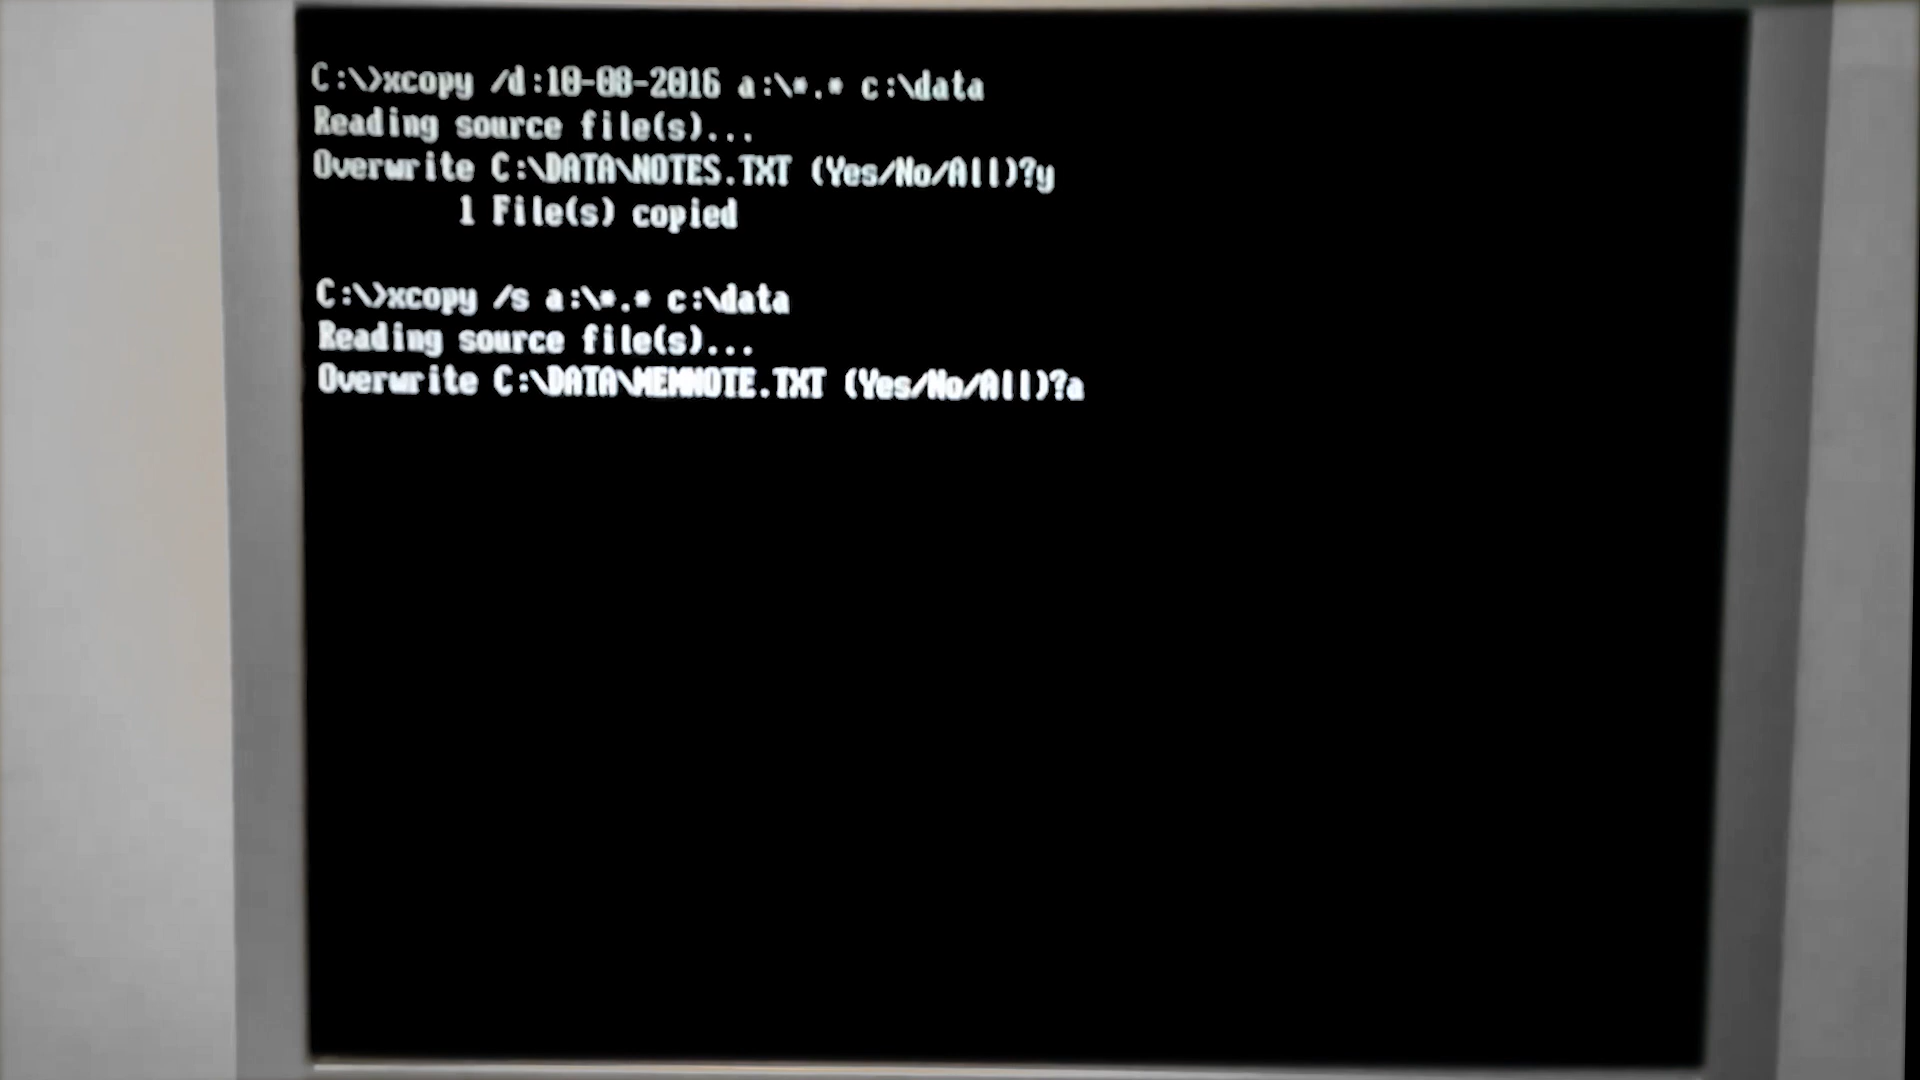 C:\>xcopy /d:10-08-2016 a:\*.* c:\data
Reading source file(s)...
Overwrite C:\DATA\NOTES.TXT (Yes/No/All)?y
1 File(s) copied
C:\>xcopy /s a:\*.* c:\data
Reading source file(s)...
Overwrite C:\DATA\MEMNOTE.TXT (Yes/No/All)?a